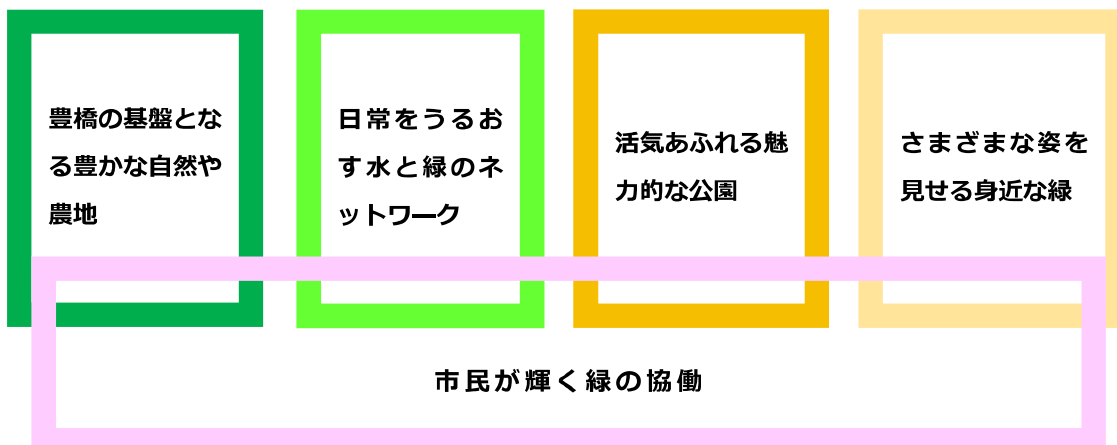 豊橋の基盤とな
る豊かな自然や
農地
日常をうるお
す水と緑のネ
ットワーク
活気あふれる魅
力的な公園
さまざまな姿を
見せる身近な緑
市民が輝く緑の協働